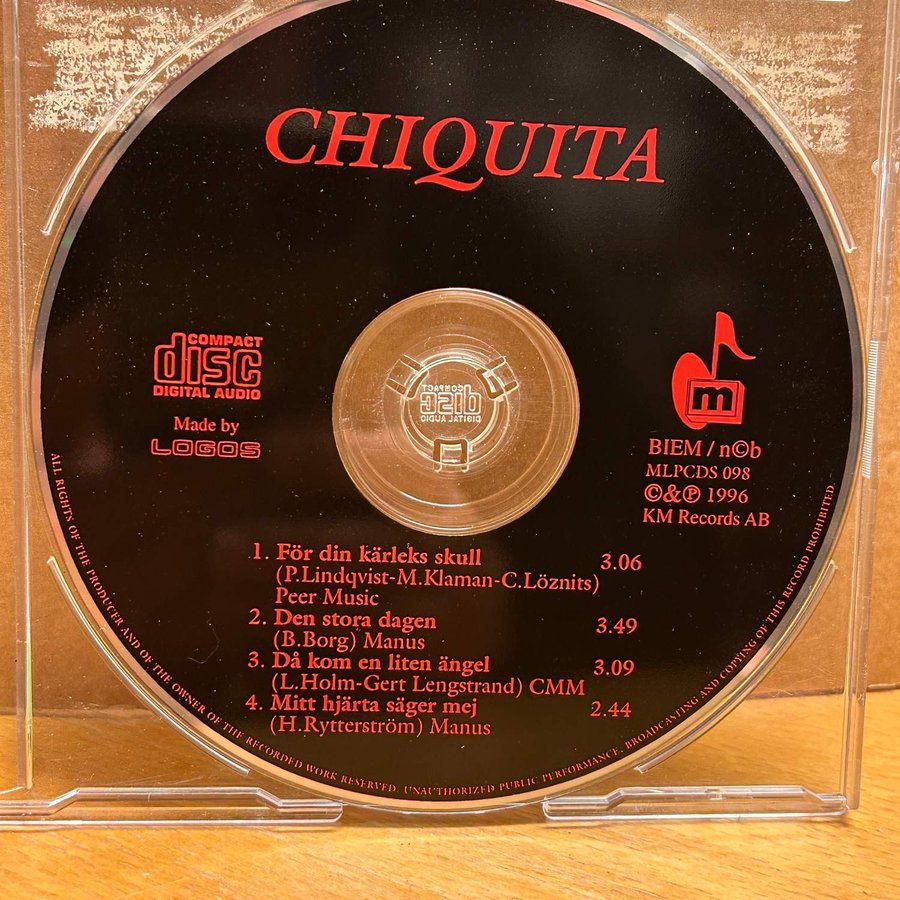 CHIQUITA
COMPACT
disc
DIGITAL AUDIO
Made by
LOGOS
COMPACT
disc
DIGITAL AUDIO
m
BIEM / n©b
MLPCDS 098
©&℗ 1996
KM Records AB
1. För din kärleks skull 3.06
(P.Lindqvist-M.Klaman-C.Löznits)
Peer Music
2. Den stora dagen 3.49
(B.Borg) Manus
3. Då kom en liten ängel 3.09
(L.Holm-Gert Lengstrand) CMM
4. Mitt hjärta säger mej 2.44
(H.Rytterström) Manus
ALL RIGHTS OF THE PRODUCER AND OF THE OWNER OF THE RECORDED WORK RESERVED. UNAUTHORIZED PUBLIC PERFORMANCE, BROADCASTING AND COPYING OF THIS RECORD PROHIBITED.